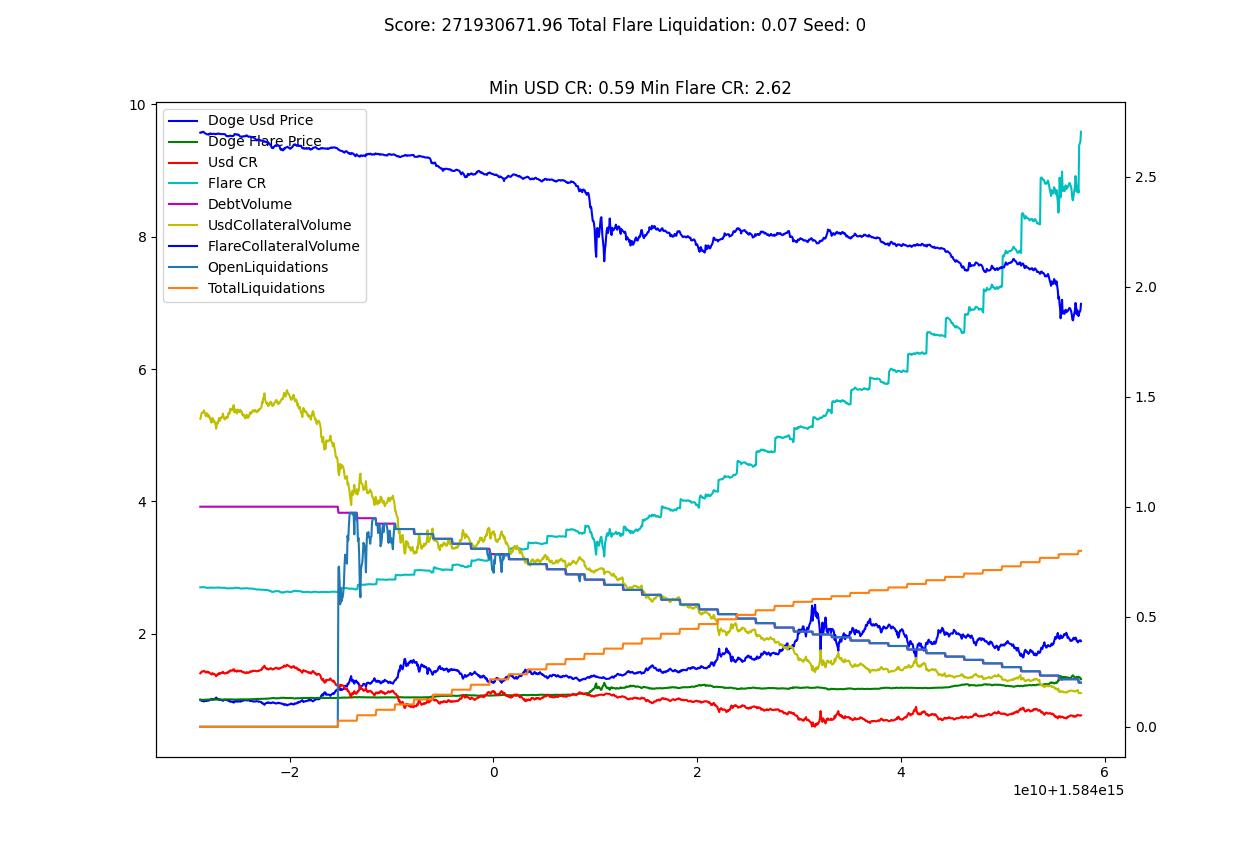 Score: 271930671.96 Total Flare Liquidation: 0.07 Seed: 0
Min USD CR: 0.59 Min Flare CR: 2.62
Doge Usd Price
Doge Flare Price
Usd CR
Flare CR
DebtVolume
UsdCollateralVolume
FlareCollateralVolume
OpenLiquidations
TotalLiquidations
10
8
6
4
2
2.5
2.0
1.5
1.0
0.5
0.0
−2
0
2
4
6
1e10+1.584e15